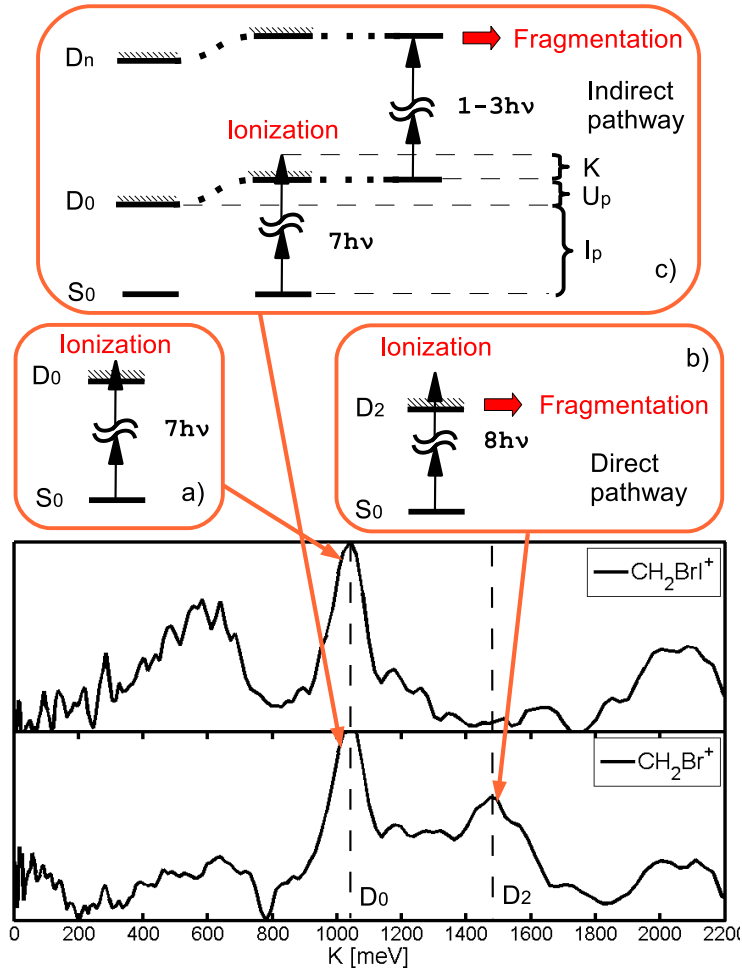 Dn
Fragmentation
1-3hν
Indirect
pathway
Ionization
K
D0
Up
7hν
Ip
S0
c)
Ionization
D0
7hν
S0
a)
b)
Ionization
D2
Fragmentation
8hν
Direct
pathway
S0
CH2BrI+
CH2Br+
D0
D2
0 200 400 600 800 1000 1200 1400 1600 1800 2000 2200
K [meV]